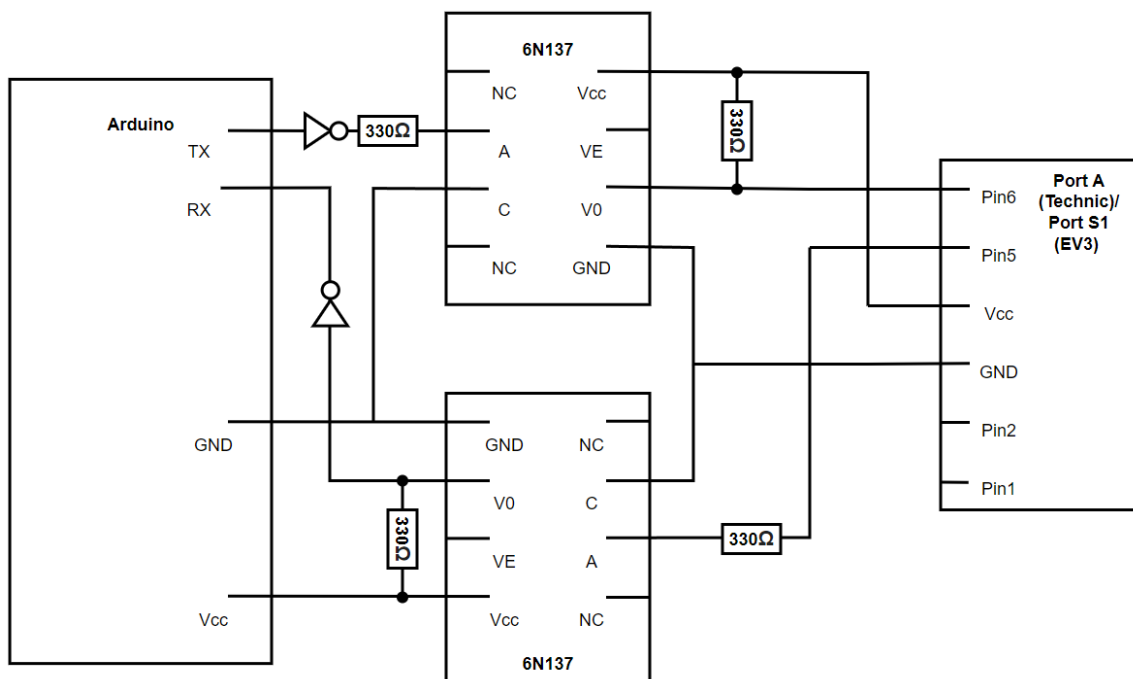 6N137
Arduino
TX
RX
GND
Vcc
330Ω
NC
Vcc
A
VE
C
V0
NC
GND
330Ω
Port A
(Technic)/
Port S1
(EV3)
Pin6
Pin5
Vcc
GND
Pin2
Pin1
330Ω
GND
NC
V0
C
VE
A
Vcc
NC
330Ω
6N137